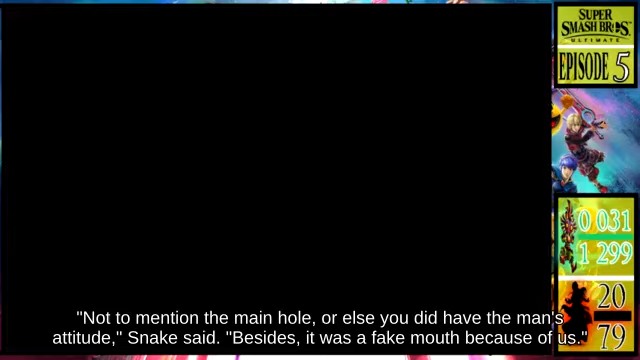 SUPER
SMASH BROS.
ULTIMATE
EPISODE 5
0 031
1 299
20
79
"Not to mention the main hole, or else you did have the man's
attitude," Snake said. "Besides, it was a fake mouth because of us."